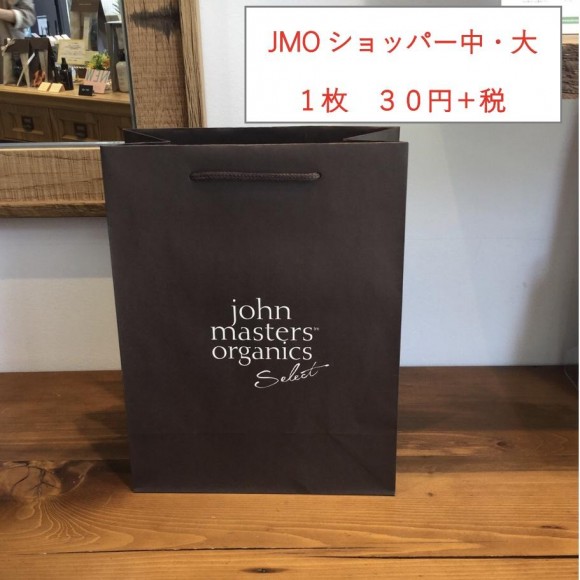 JMOショッパー中・大
1枚　３０円+税
john
masters™
organics
Select